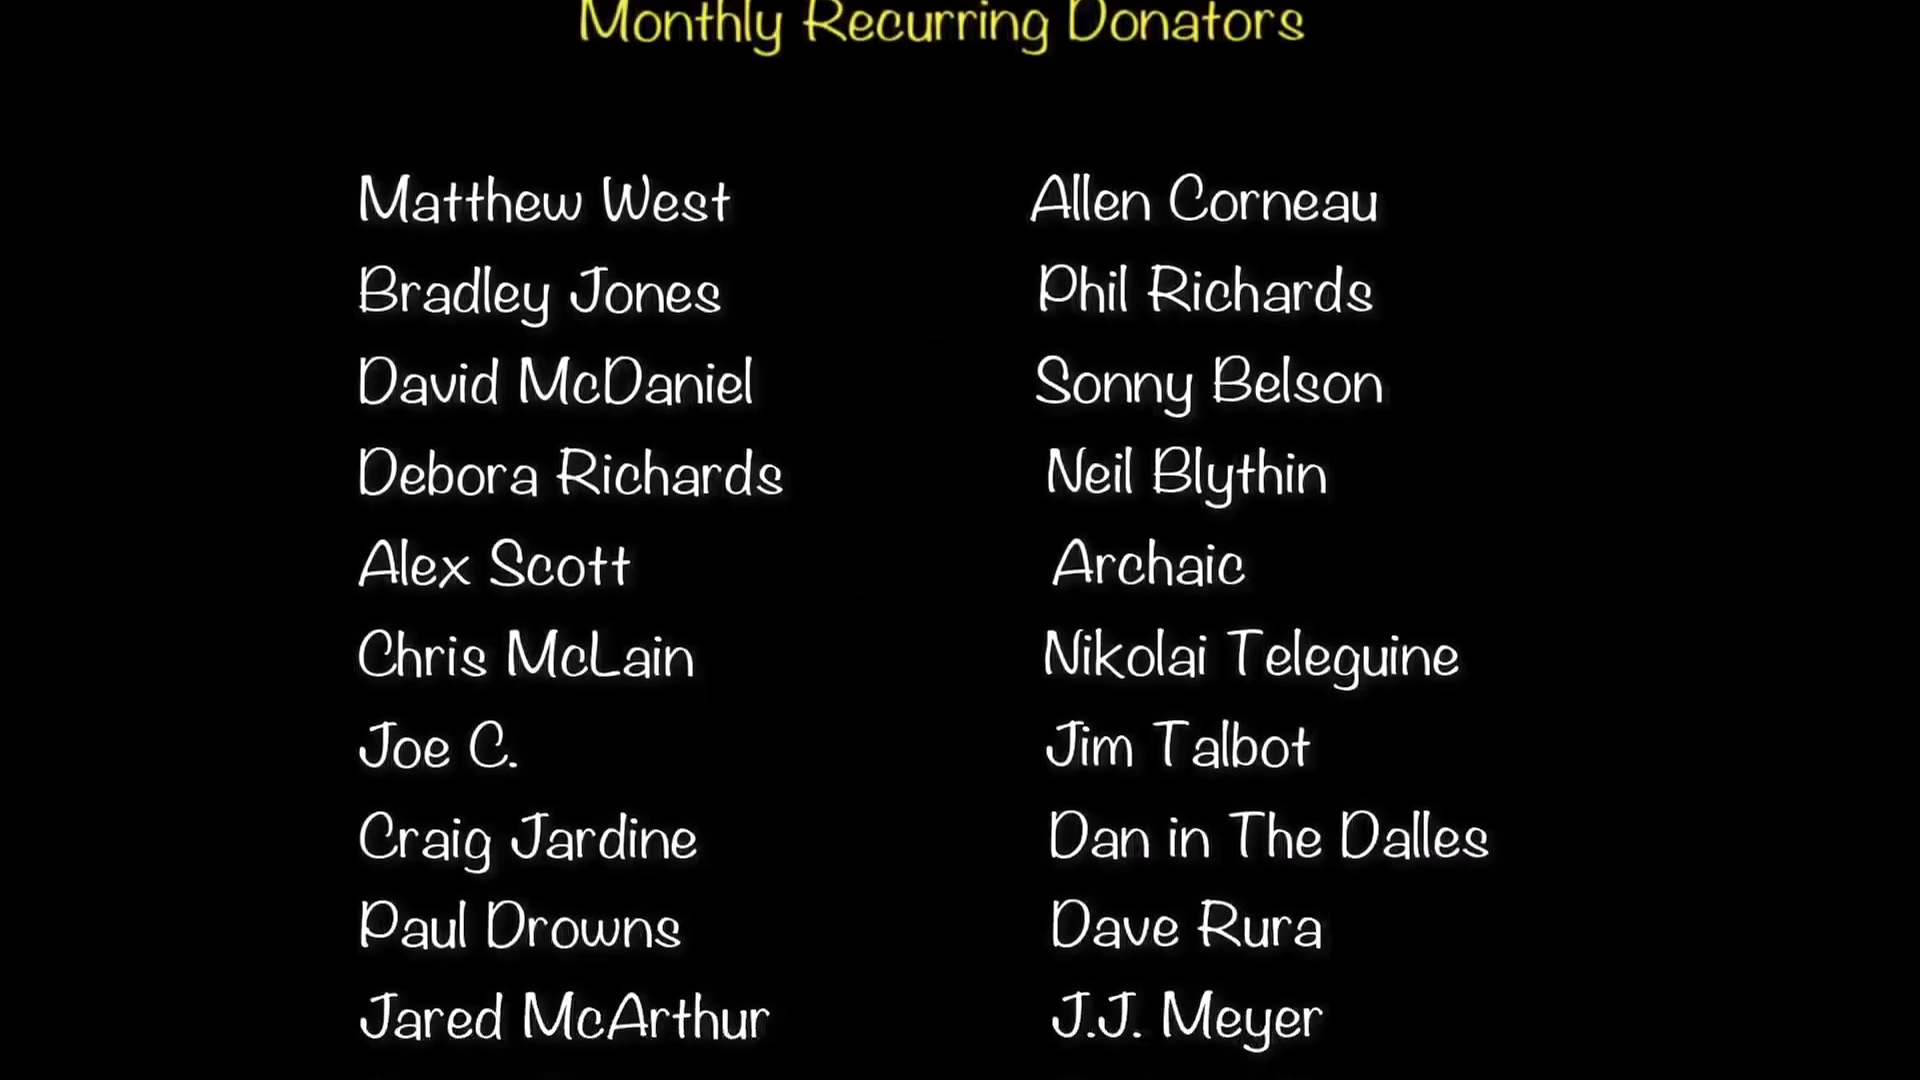 Monthly Recurring Donators
Matthew West
Allen Corneau
Bradley Jones
Phil Richards
David McDaniel
Sonny Belson
Debora Richards
Neil Blythin
Alex Scott
Archaic
Chris McLain
Nikolai Teleguine
Joe C.
Jim Talbot
Craig Jardine
Dan in The Dalles
Paul Drowns
Dave Rura
Jared McArthur
J.J. Meyer